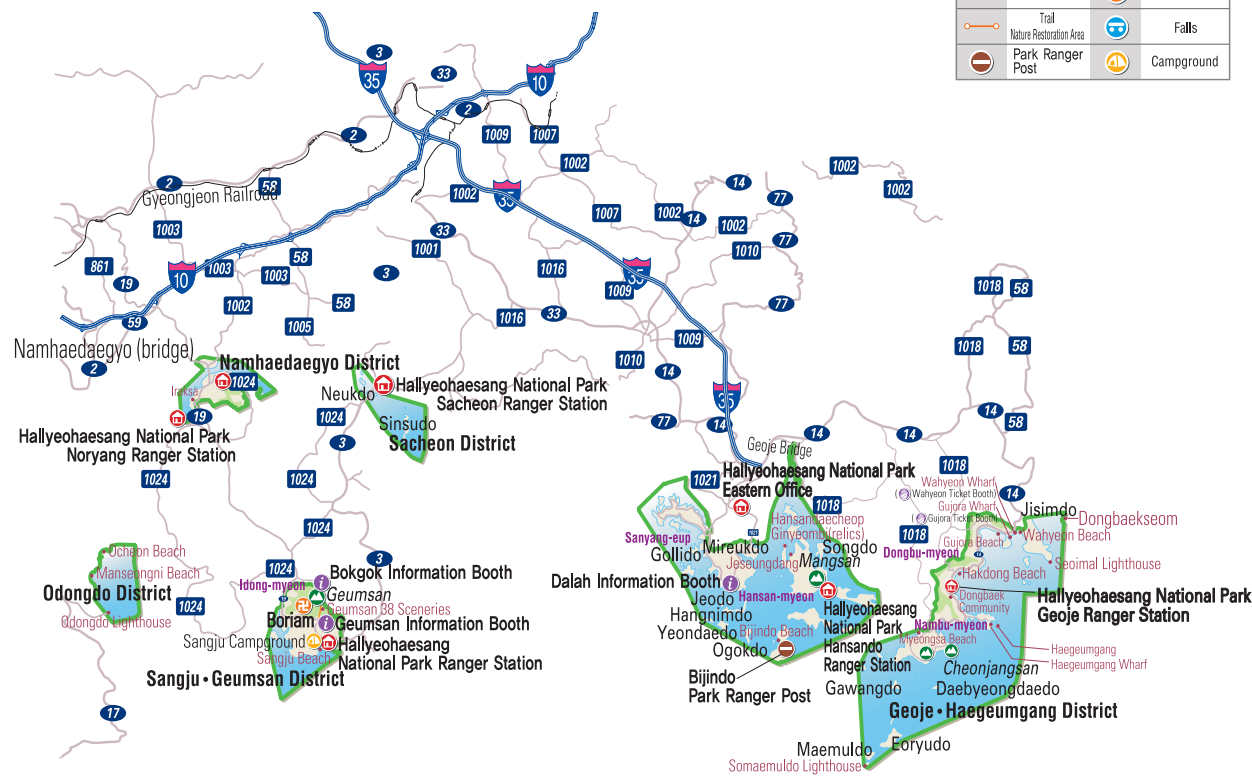 Trail
Nature Restoration Area
Falls
Park Ranger
Post
Campground
3
35
33
10
2
1009
1007
2
1002
1002
2
58
Gyeongjeon Railroad
1002
35
14
77
1002
1003
1007
1002
14
1002
33
77
861
1003
58
1001
1010
10
1003
3
1016
35
19
1009
1018
58
1002
58
77
59
1005
1016
33
1009
Namhaedaegyo (bridge)
2
1010
1018
58
14
Namhaedaegyo District
1024
Iraksa
Neukdo
Hallyeohaesang National Park
Sacheon Ranger Station
35
19
1024
Sinsudo
77
14
14
14
14
58
Hallyeohaesang National Park
Noryang Ranger Station
3
Sacheon District
Geoje Bridge
1024
1024
1021
Hallyeohaesang National Park
Eastern Office
1018
1018
Wahyeon Wharf
(Wahyeon Ticket Booth)
14
Gujora Wharf
(Gujora Ticket Booth)
Jisimdo
Dongbaekseom
1024
Sanyang-eup
Gollido
Mireukdo
Hansandaecheop
Ginyeombi(relics)
Songdo
1018
Gujora Beach
Wahyeon Beach
Dongbu-myeon
14
Ocheon Beach
3
Jeseungdang
Mangsan
Seoimal Lighthouse
Manseongni Beach
1024
Bokgok Information Booth
Dalah Information Booth
Hakdong Beach
Idong-myeon
Geumsan
Odongdo District
Jeodo
Hansan-myeon
Dongbaek
Community
Hallyeohaesang National Park
Geoje Ranger Station
1024
Geumsan 38 Sceneries
Odongdo Lighthouse
Boriam
Geumsan Information Booth
Hangnimdo
Hallyeohaesang
National Park
Hansando
Ranger Station
Nambu-myeon
Yeondaedo
Bijindo Beach
Myeongsa Beach
Sangju Campground
Hallyeohaesang
National Park Ranger Station
Ogokdo
Haegeumgang
Sangju Beach
Cheonjangsan
Haegeumgang Wharf
Sangju • Geumsan District
Bijindo
Park Ranger Post
Gawangdo
Daebyeongdaedo
17
Geoje • Haegeumgang District
Maemuldo
Eoryudo
Somaemuldo Lighthouse